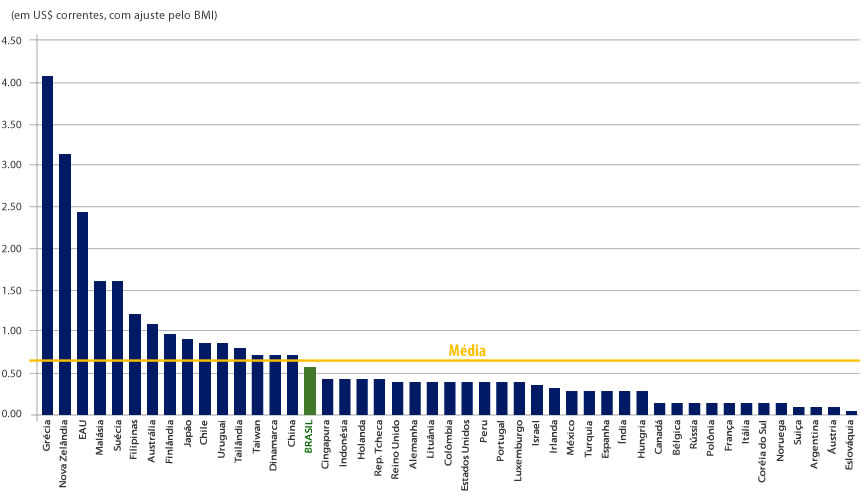 (em US$ correntes, com ajuste pelo BMI)
4.50
4.00
3.50
3.00
2.50
2.00
1.50
1.00
0.50
0.00
Média
Grécia
Nova Zelândia
EAU
Malásia
Suécia
Filipinas
Austrália
Finlândia
Japão
Chile
Uruguai
Tailândia
Taiwan
Dinamarca
China
BRASIL
Cingapura
Indonésia
Holanda
Rep. Tcheca
Reino Unido
Alemanha
Lituânia
Colômbia
Estados Unidos
Peru
Portugal
Luxemburgo
Israel
Irlanda
México
Turquia
Espanha
Índia
Hungria
Canadá
Bélgica
Rússia
Polônia
França
Itália
Coréia do Sul
Noruega
Suiça
Argentina
Áustria
Eslováquia